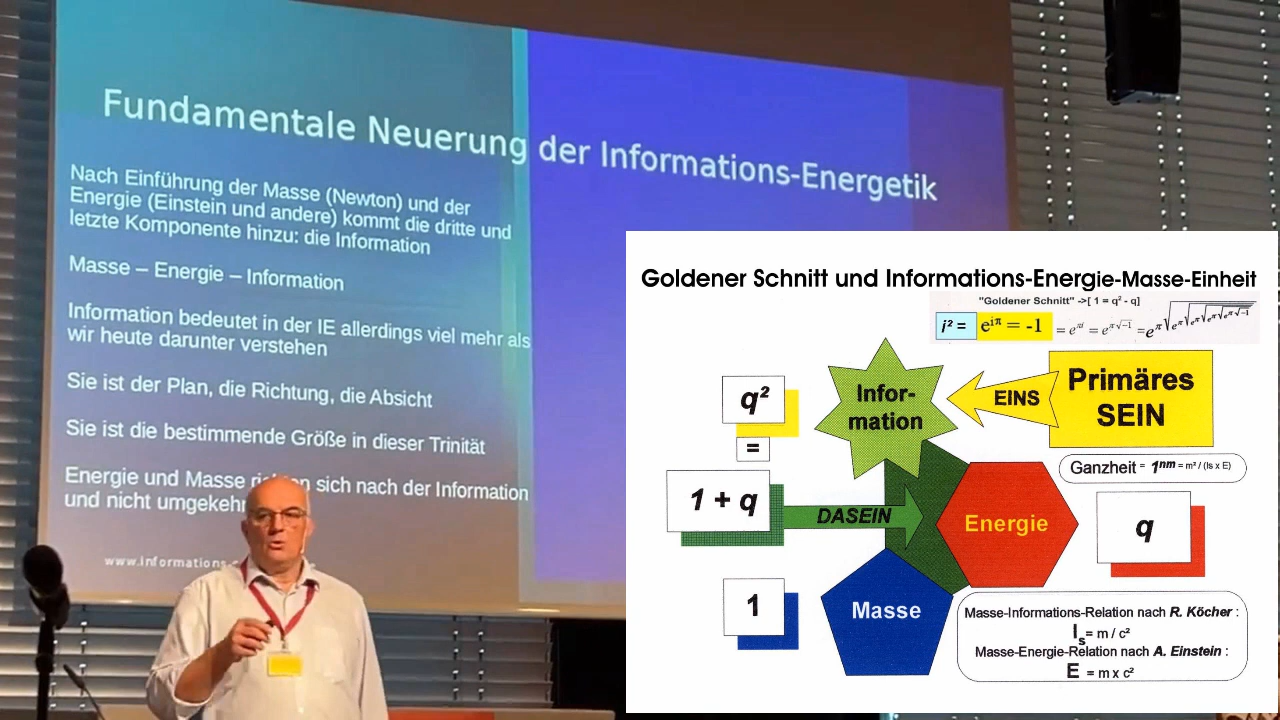 Fundamentale Neuerung der Informations-Energetik
Nach Einführung der Masse (Newton) und der
Energie (Einstein und andere) kommt die dritte und
letzte Komponente hinzu: die Information
Masse – Energie – Information
Information bedeutet in der IE allerdings viel mehr als
wir heute darunter verstehen
Sie ist der Plan, die Richtung, die Absicht
Sie ist die bestimmende Größe in dieser Trinität
Energie und Masse sich nach der Information
und nicht umgekehr
www.informations-
Goldener Schnitt und Informations-Energie-Masse-Einheit
"Goldener Schnitt" ->[ 1 = q² - q]
i² = e^iπ = -1 = e^πi = e^π√-1 = e^π√e^π√e^π√e^π√e^π√-1
q²
=
1 + q
1
Infor-
mation
EINS
Primäres
SEIN
Ganzheit = 1ⁿᵐ = m² / (Is x E)
DASEIN
Energie
q
Masse
Masse-Informations-Relation nach R. Köcher :
Iₛ = m / c²
Masse-Energie-Relation nach A. Einstein :
E = m x c²